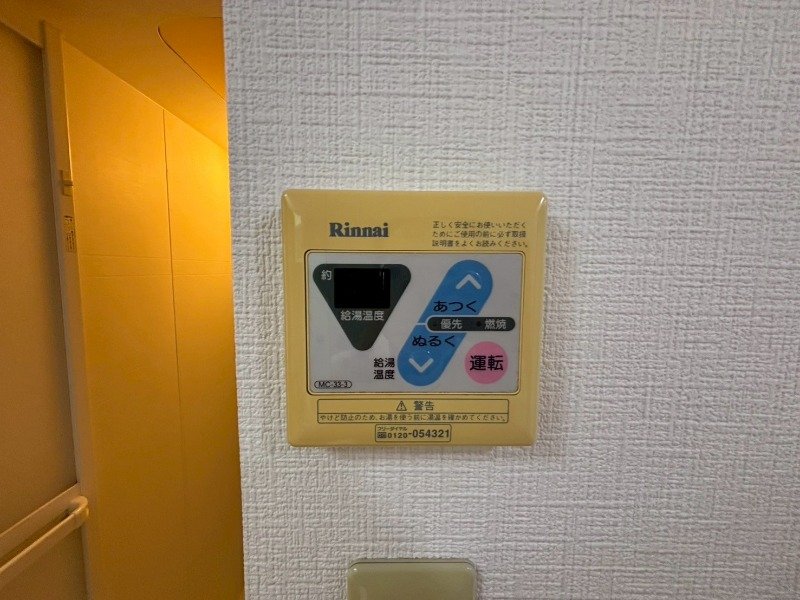 Rinnai
正しく安全にお使いいただく
ためにご使用の前に必ず取扱
説明書をよくお読みください。
約
給湯温度
あつく
優先 燃焼
ぬるく
給湯
温度
運転
MC-33-3
警告
やけど防止のため、お湯を使う前に湯温を確かめてください。
フリーダイヤル
0120-054321